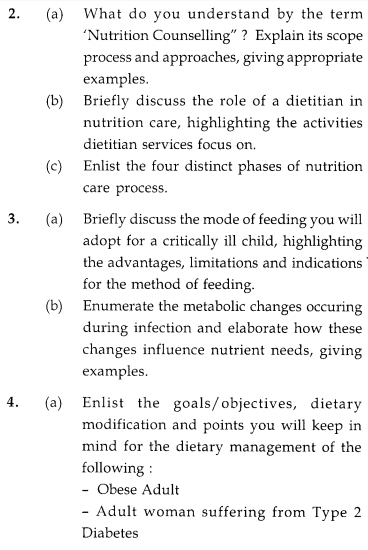 2. (a) What do you understand by the term
'Nutrition Counselling" ? Explain its scope
process and approaches, giving appropriate
examples.
(b) Briefly discuss the role of a dietitian in
nutrition care, highlighting the activities
dietitian services focus on.
(c) Enlist the four distinct phases of nutrition
care process.
3. (a) Briefly discuss the mode of feeding you will
adopt for a critically ill child, highlighting
the advantages, limitations and indications
for the method of feeding.
(b) Enumerate the metabolic changes occuring
during infection and elaborate how these
changes influence nutrient needs, giving
examples.
4. (a) Enlist the goals/objectives, dietary
modification and points you will keep in
mind for the dietary management of the
following :
– Obese Adult
– Adult woman suffering from Type 2
Diabetes